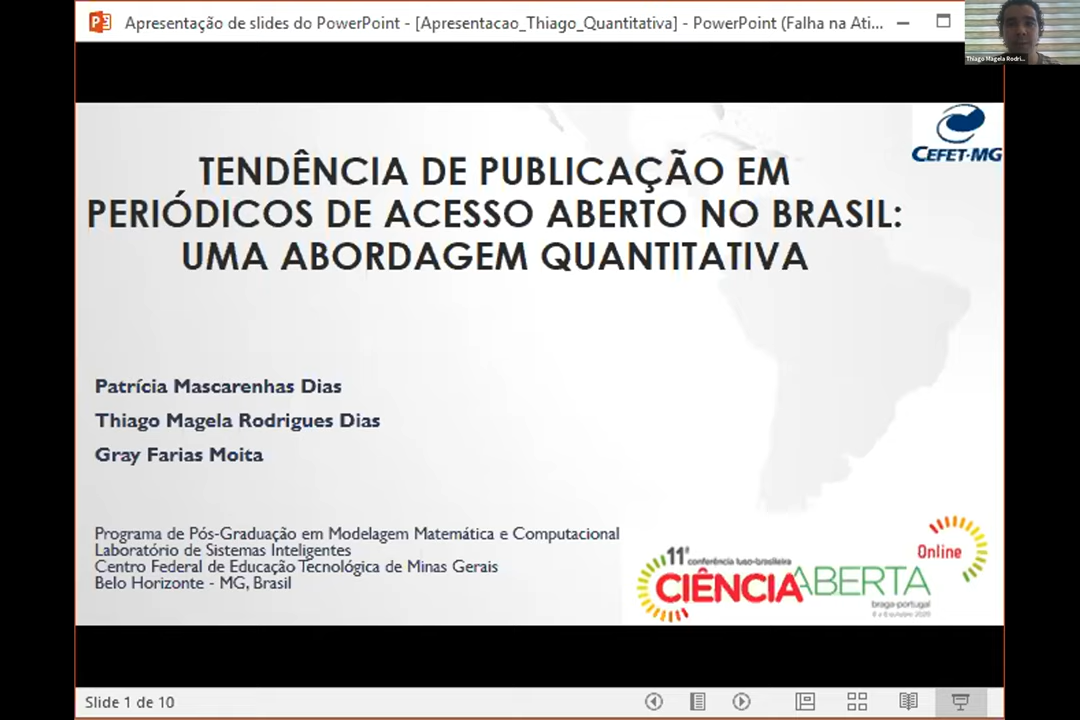 Apresentação de slides do PowerPoint - [Apresentacao_Thiago_Quantitativa] - PowerPoint (Falha na Ati...
Thiago Magela Rodri...
CEFET-MG
TENDÊNCIA DE PUBLICAÇÃO EM
PERIÓDICOS DE ACESSO ABERTO NO BRASIL:
UMA ABORDAGEM QUANTITATIVA
Patrícia Mascarenhas Dias
Thiago Magela Rodrigues Dias
Gray Farias Moita
Programa de Pós-Graduação em Modelagem Matemática e Computacional
Laboratório de Sistemas Inteligentes
Centro Federal de Educação Tecnológica de Minas Gerais
Belo Horizonte - MG, Brasil
Online
11ª conferência luso-brasileira
CIÊNCIA ABERTA
braga-portugal
Slide 1 de 10